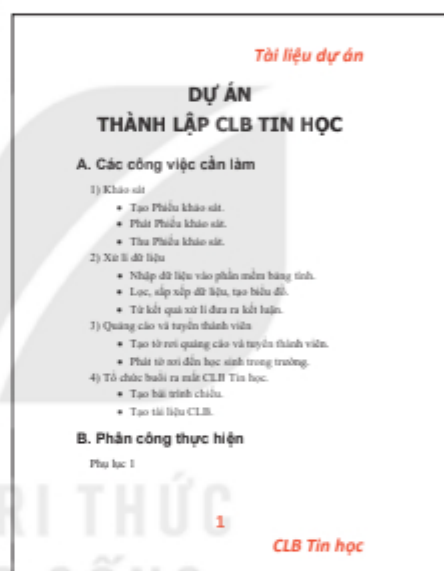 Tài liệu dự án
DỰ ÁN
THÀNH LẬP CLB TIN HỌC
A. Các công việc cần làm
1) Khảo sát
• Tạo Phiếu khảo sát.
• Phát Phiếu khảo sát.
• Thu Phiếu khảo sát.
2) Xử lí dữ liệu
• Nhập dữ liệu vào phần mềm bảng tính.
• Lọc, sắp xếp dữ liệu, tạo biểu đồ.
• Từ kết quả xử lí đưa ra kết luận.
3) Quảng cáo và tuyển thành viên
• Tạo tờ rơi quảng cáo và tuyển thành viên.
• Phát tờ rơi đến học sinh trong trường.
4) Tổ chức buổi ra mắt CLB Tin học.
• Tạo bài trình chiếu.
• Tạo tài liệu CLB.
B. Phân công thực hiện
Phụ lục 1
RI THỨC
1
CLB Tin học